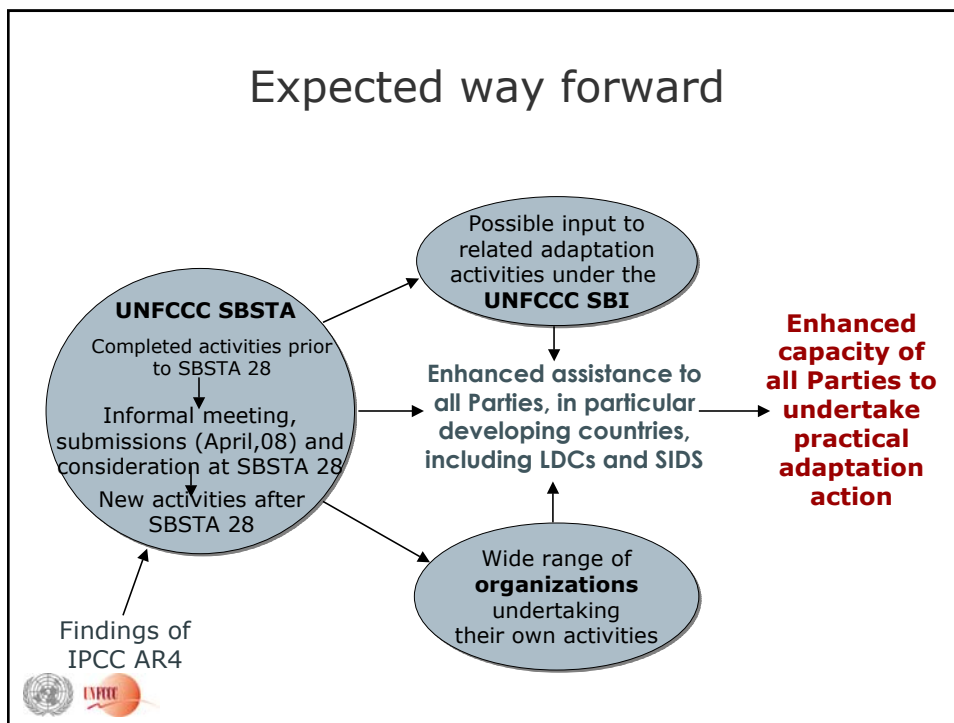 Expected way forward
UNFCCC SBSTA
Completed activities prior
to SBSTA 28
Informal meeting,
submissions (April,08) and
consideration at SBSTA 28
New activities after
SBSTA 28
Findings of
IPCC AR4
Possible input to
related adaptation
activities under the
UNFCCC SBI
Enhanced assistance to
all Parties, in particular
developing countries,
including LDCs and SIDS
Wide range of
organizations
undertaking
their own activities
Enhanced
capacity of
all Parties to
undertake
practical
adaptation
action
UNFCCC